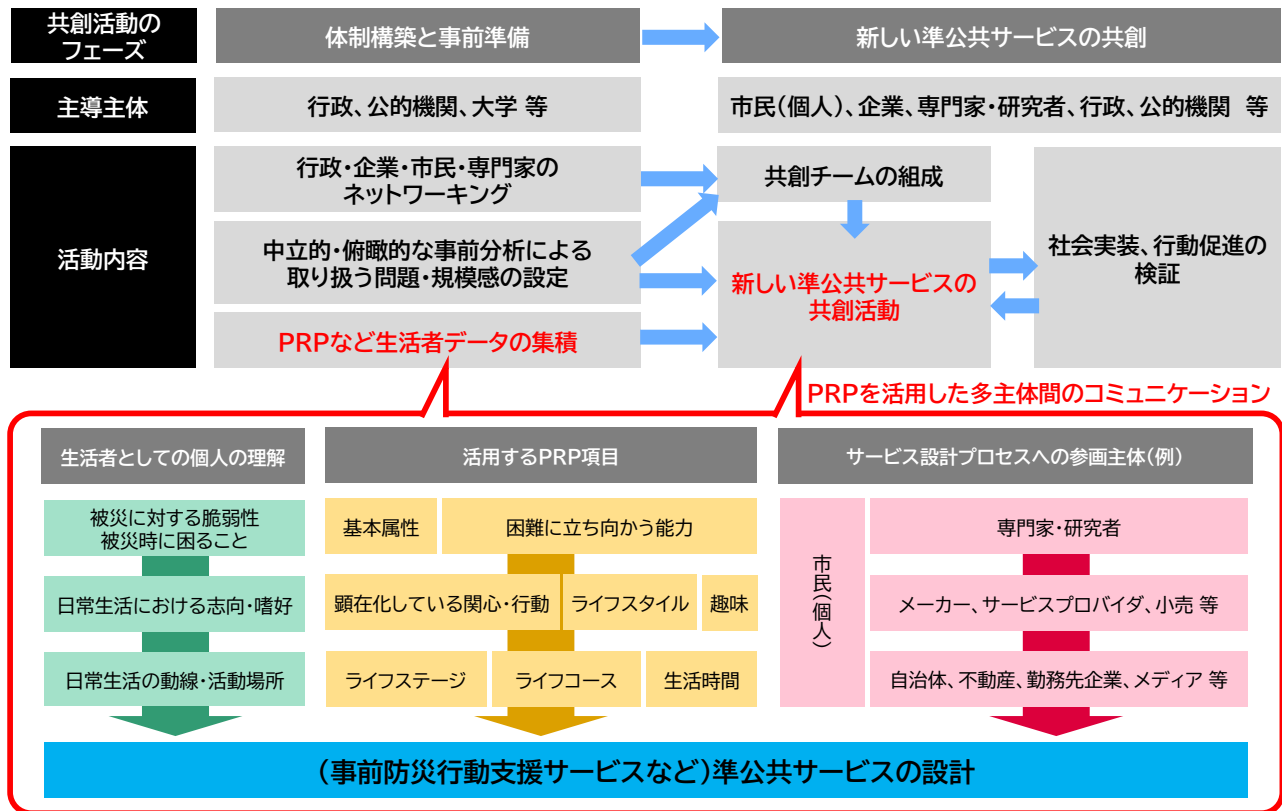 共創活動の
フェーズ
体制構築と事前準備
新しい準公共サービスの共創
主導主体
行政、公的機関、大学 等
市民(個人)、企業、専門家・研究者、行政、公的機関 等
活動内容
行政・企業・市民・専門家の
ネットワーキング
中立的・俯瞰的な事前分析による
取り扱う問題・規模感の設定
PRPなど生活者データの集積
共創チームの組成
新しい準公共サービスの
共創活動
社会実装、行動促進の
検証
PRPを活用した多主体間のコミュニケーション
生活者としての個人の理解
被災に対する脆弱性
被災時に困ること
日常生活における志向・嗜好
日常生活の動線・活動場所
活用するPRP項目
基本属性
困難に立ち向かう能力
顕在化している関心・行動
ライフスタイル
趣味
ライフステージ
ライフコース
生活時間
サービス設計プロセスへの参画主体(例)
市民(個人)
専門家・研究者
メーカー、サービスプロバイダ、小売 等
自治体、不動産、勤務先企業、メディア 等
(事前防災行動支援サービスなど)準公共サービスの設計